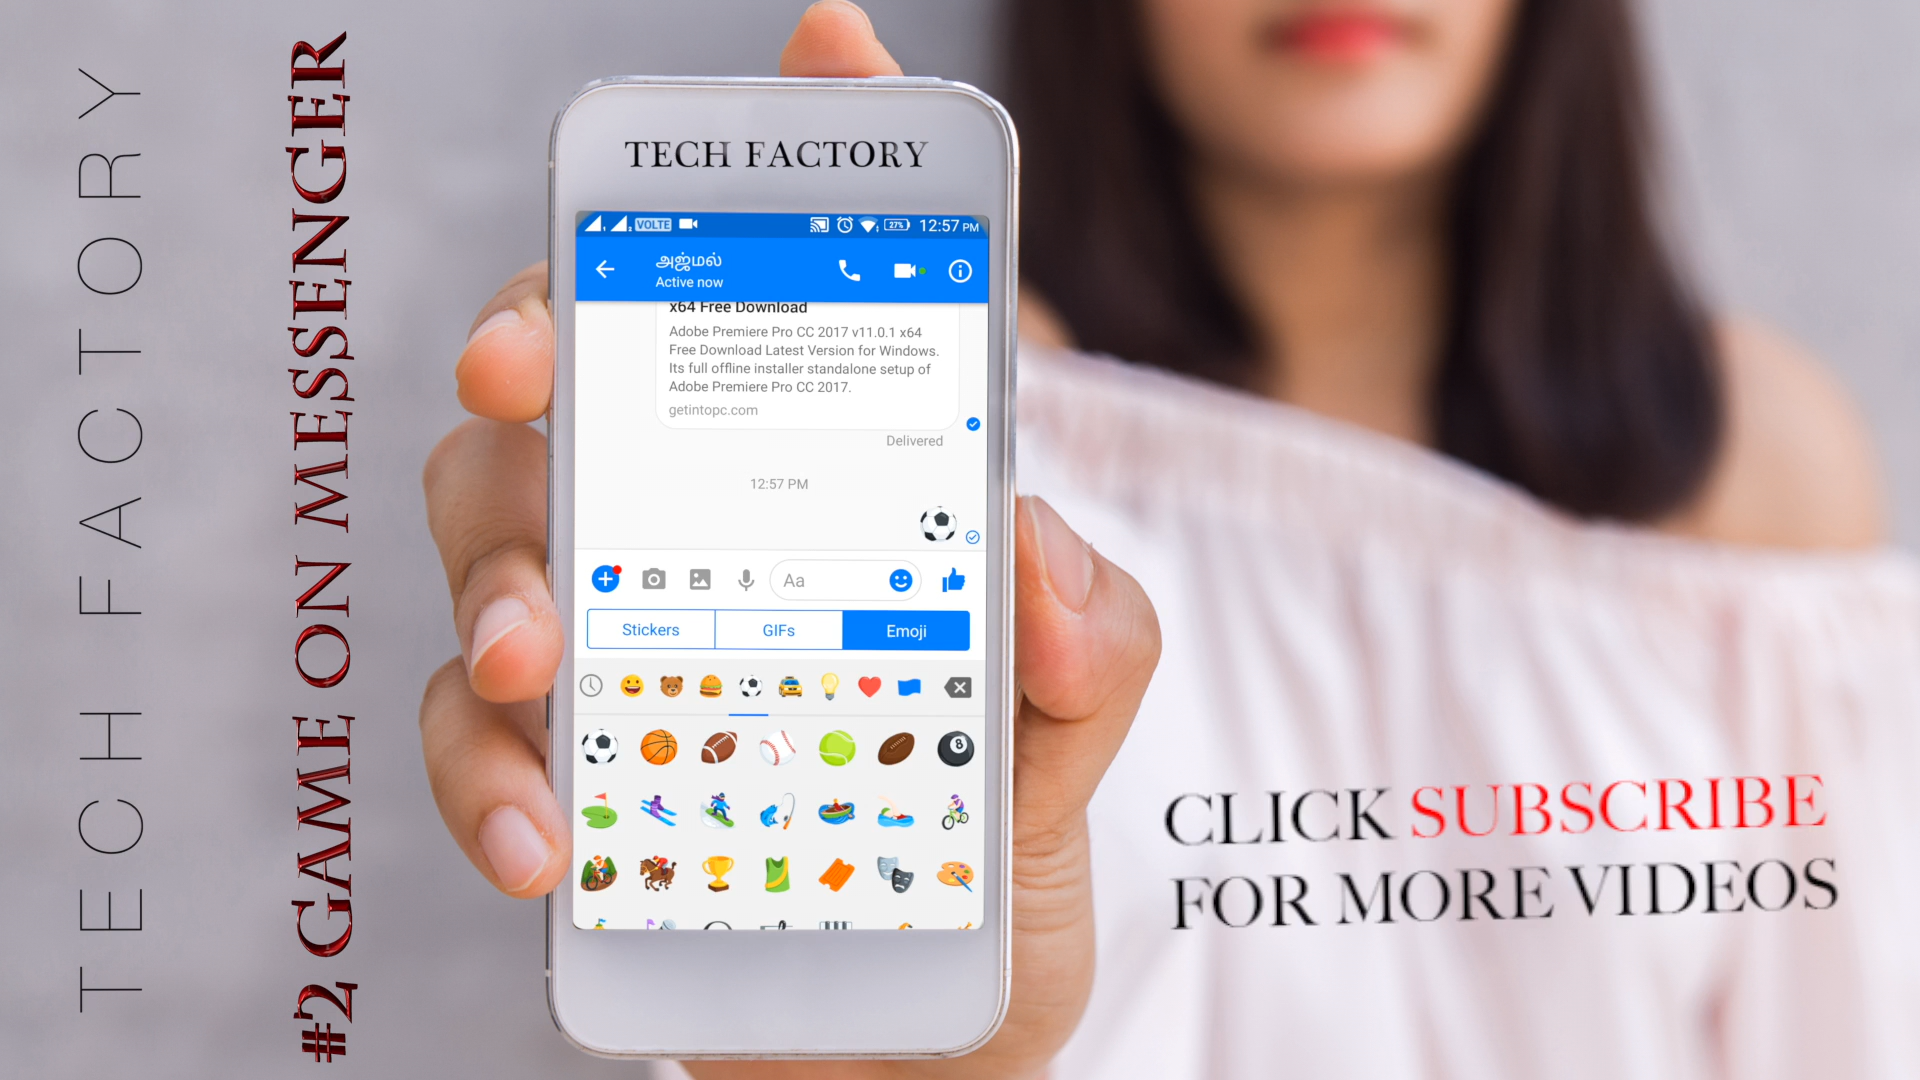 TECH FACTORY
#2 GAME ON MESSENGER
TECH FACTORY
VOLTE
27%
12:57 PM
அஜ்மல்
Active now
x64 Free Download
Adobe Premiere Pro CC 2017 v11.0.1 x64
Free Download Latest Version for Windows.
Its full offline installer standalone setup of
Adobe Premiere Pro CC 2017.
getintopc.com
Delivered
12:57 PM
Aa
Stickers
GIFs
Emoji
8
CLICK SUBSCRIBE
FOR MORE VIDEOS